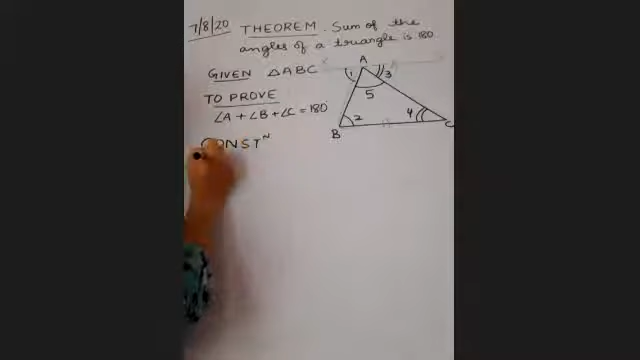 7/8/20 THEOREM. Sum of the
angles of a triangle is 180
GIVEN △ABC
TO PROVE
∠A + ∠B + ∠C = 180°
CONSTⁿ
A
1 3
5
2 4
B C